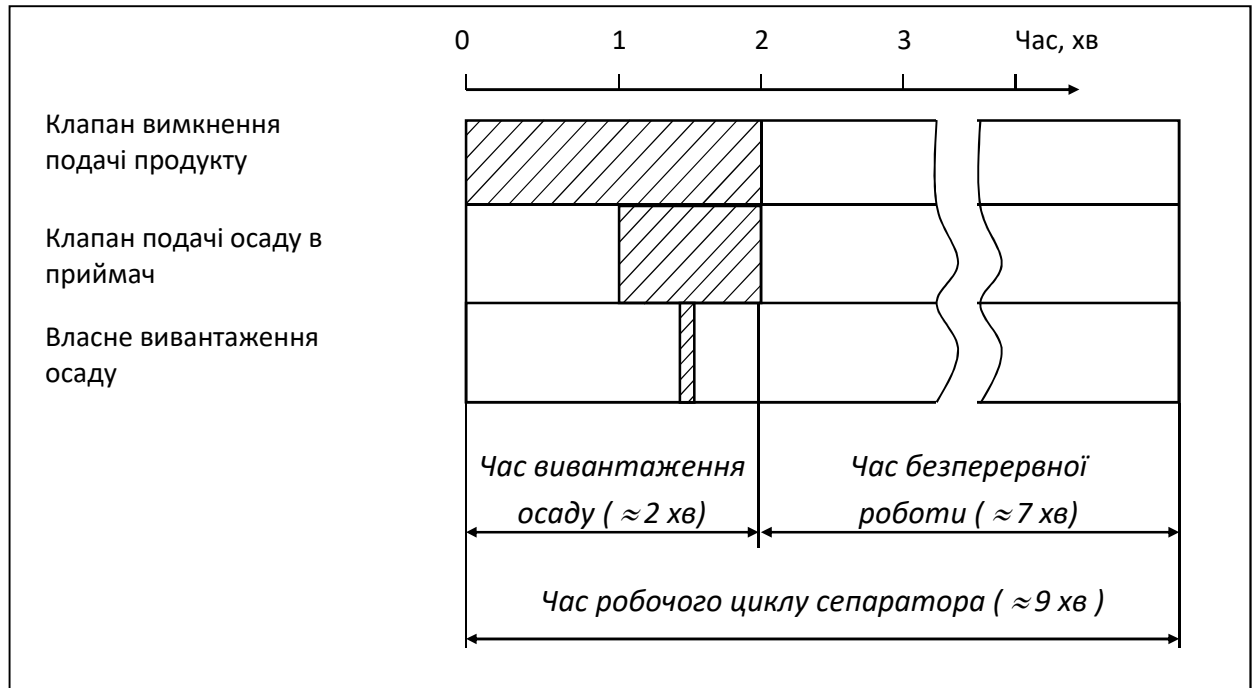 0 1 2 3 Час, хв
Клапан вимкнення
подачі продукту
Клапан подачі осаду в
приймач
Власне вивантаження
осаду
Час вивантаження
осаду ( ≈2 хв)
Час безперервної
роботи ( ≈7 хв)
Час робочого циклу сепаратора ( ≈9 хв )